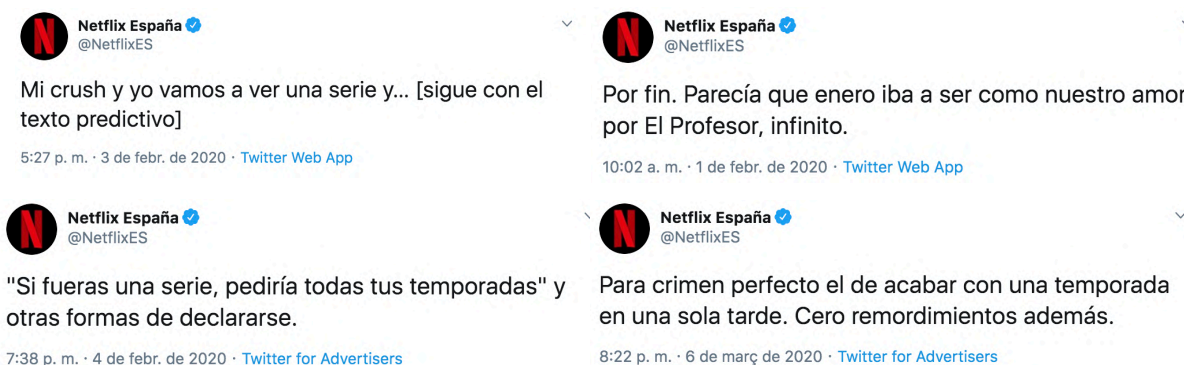 Netflix España
@NetflixES
Mi crush y yo vamos a ver una serie y... [sigue con el
texto predictivo]
5:27 p. m. · 3 de febr. de 2020 · Twitter Web App
Netflix España
@NetflixES
Por fin. Parecía que enero iba a ser como nuestro amor
por El Profesor, infinito.
10:02 a. m. · 1 de febr. de 2020 · Twitter Web App
Netflix España
@NetflixES
"Si fueras una serie, pediría todas tus temporadas" y
otras formas de declararse.
7:38 p. m. · 4 de febr. de 2020 · Twitter for Advertisers
Netflix España
@NetflixES
Para crimen perfecto el de acabar con una temporada
en una sola tarde. Cero remordimientos además.
8:22 p. m. · 6 de març de 2020 · Twitter for Advertisers